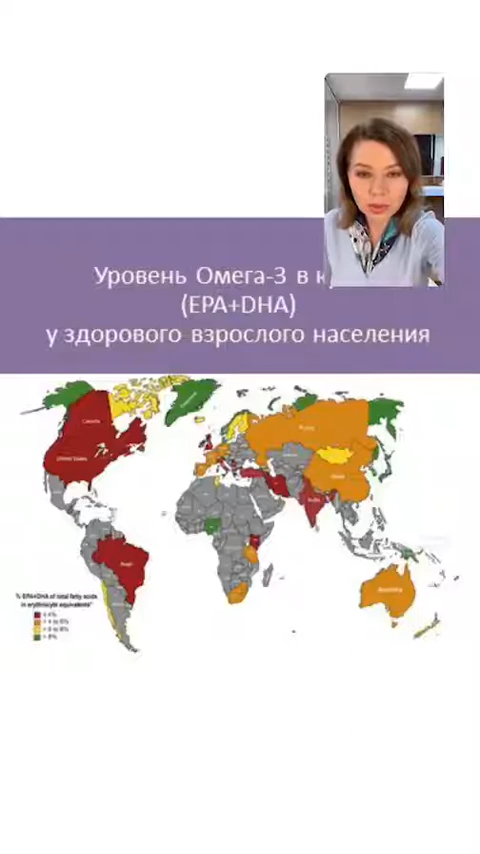 Уровень Омега-3 в к
(EPA+DHA)
у здорового взрослого населения
Canada
United States
Greenland
Russia
China
India
Brazil
Australia
% EPA+DHA of total fatty acids
in erythrocyte equivalents
≤ 4%
> 4 to 6%
> 6 to 8%
> 8%